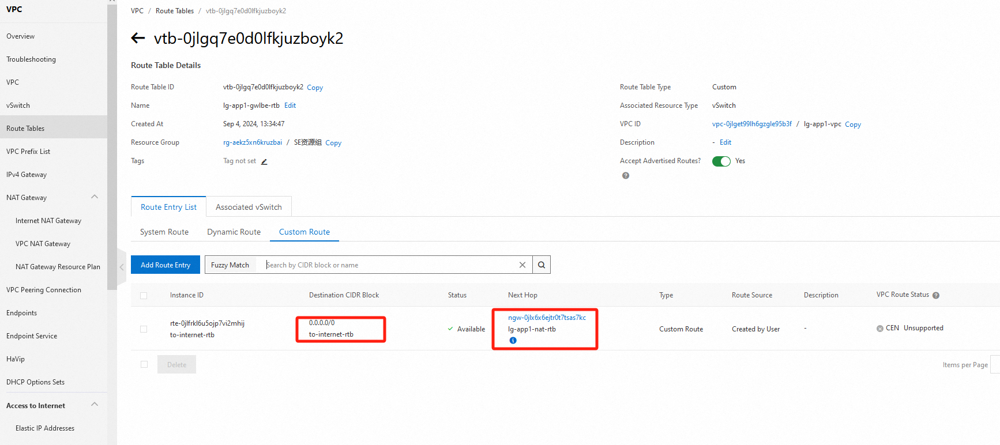 VPC
Overview
Troubleshooting
VPC
vSwitch
Route Tables
VPC Prefix List
IPv4 Gateway
NAT Gateway
Internet NAT Gateway
VPC NAT Gateway
NAT Gateway Resource Plan
VPC Peering Connection
Endpoints
Endpoint Service
HaVip
DHCP Options Sets
Access to Internet
Elastic IP Addresses
VPC / Route Tables / vtb-0jlgq7e0d0lfkjuzboyk2
vtb-0jlgq7e0d0lfkjuzboyk2
Route Table Details
Route Table ID vtb-0jlgq7e0d0lfkjuzboyk2 Copy
Route Table Type Custom
Name lg-app1-gwlbe-rtb Edit
Associated Resource Type vSwitch
Created At Sep 4, 2024, 13:34:47
VPC ID vpc-0jlget99lh6gzgle95b3f / lg-app1-vpc Copy
Resource Group rg-aekz5xn6kruzbai / SE资源组 Copy
Description - Edit
Tags Tag not set
Accept Advertised Routes? Yes
Route Entry List Associated vSwitch
System Route Dynamic Route Custom Route
Add Route Entry Fuzzy Match Search by CIDR block or name
Instance ID Destination CIDR Block Status Next Hop Type Route Source Description VPC Route Status
rte-0jlfrkl6u5ojp7vi2mhij 0.0.0.0/0 ngw-0jlx6x6ejtr0t7tsas7kc
to-internet-rtb to-internet-rtb Available lg-app1-nat-rtb Custom Route Created by User - CEN Unsupported
Delete
Items per Page